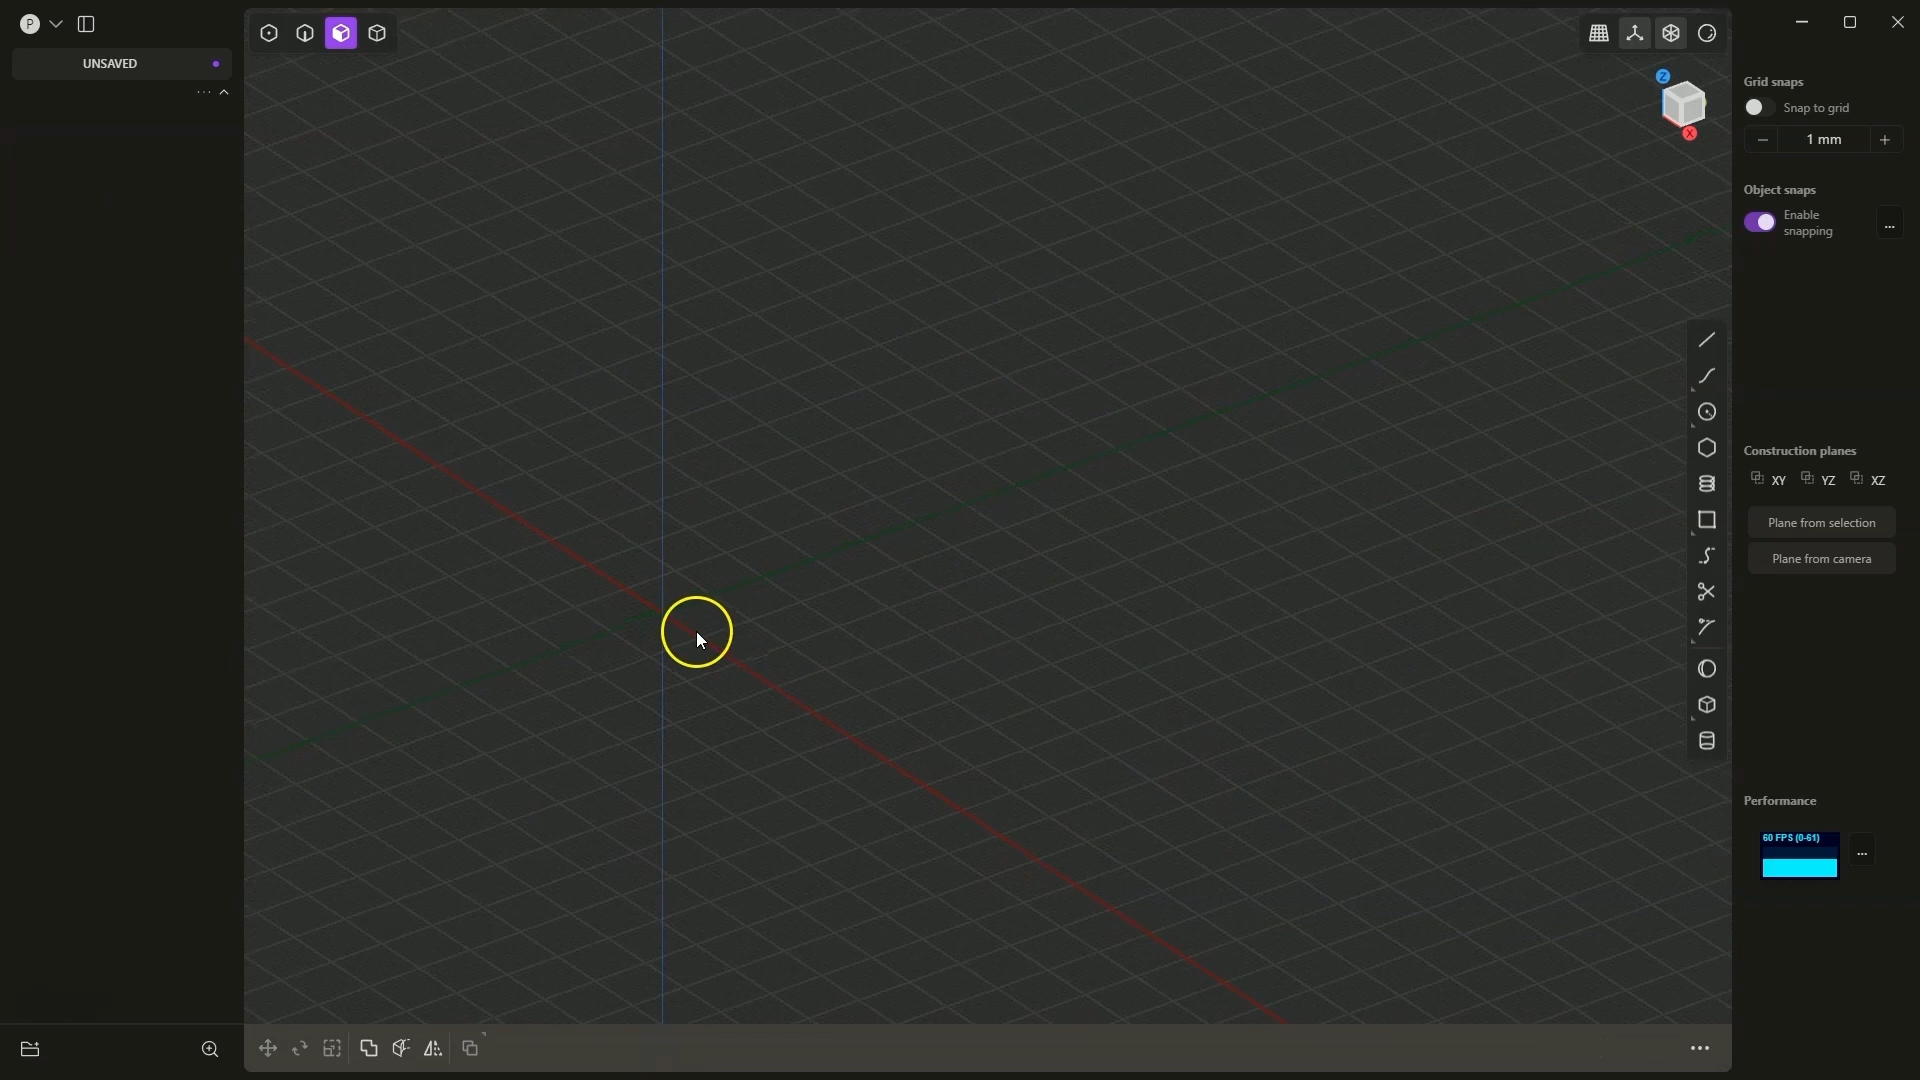 P
UNSAVED
Z
X
Grid snaps
Snap to grid
1 mm
Object snaps
Enable
snapping
...
Construction planes
XY YZ XZ
Plane from selection
Plane from camera
Performance
60 FPS (0-61)
...